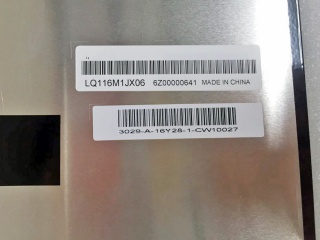 LQ116M1JX06 6Z00000641 MADE IN CHINA
3029-A-16Y28-1-CW10027